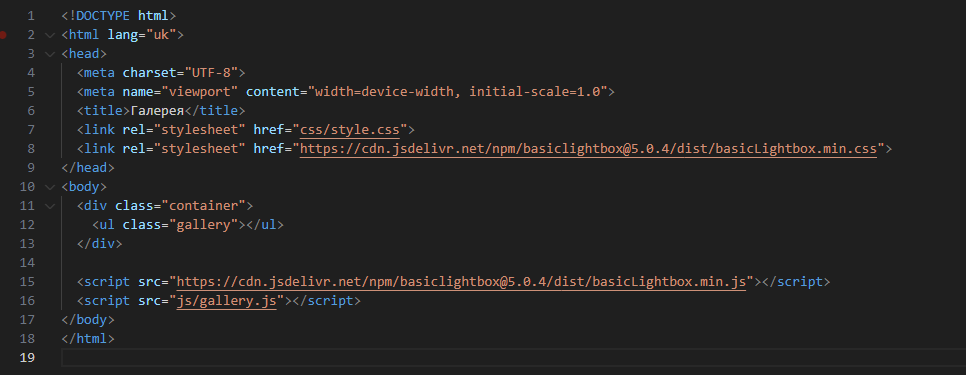 1 <!DOCTYPE html>
2 <html lang="uk">
3 <head>
4 <meta charset="UTF-8">
5 <meta name="viewport" content="width=device-width, initial-scale=1.0">
6 <title>Галерея</title>
7 <link rel="stylesheet" href="css/style.css">
8 <link rel="stylesheet" href="https://cdn.jsdelivr.net/npm/basiclightbox@5.0.4/dist/basicLightbox.min.css">
9 </head>
10 <body>
11 <div class="container">
12 <ul class="gallery"></ul>
13 </div>
14
15 <script src="https://cdn.jsdelivr.net/npm/basiclightbox@5.0.4/dist/basicLightbox.min.js"></script>
16 <script src="js/gallery.js"></script>
17 </body>
18 </html>
19